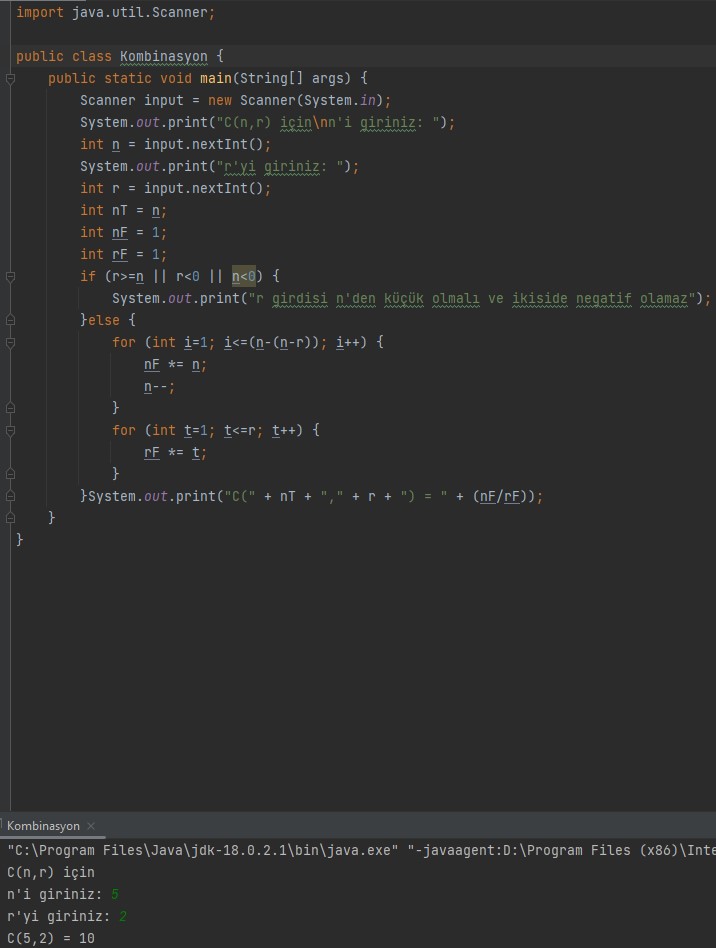 import java.util.Scanner;
public class Kombinasyon {
public static void main(String[] args) {
Scanner input = new Scanner(System.in);
System.out.print("C(n,r) için\nn'i giriniz: ");
int n = input.nextInt();
System.out.print("r'yi giriniz: ");
int r = input.nextInt();
int nT = n;
int nF = 1;
int rF = 1;
if (r>=n || r<0 || n<0) {
System.out.print("r girdisi n'den küçük olmalı ve ikiside negatif olamaz");
}else {
for (int i=1; i<=(n-(n-r)); i++) {
nF *= n;
n--;
}
for (int t=1; t<=r; t++) {
rF *= t;
}
}System.out.print("C(" + nT + "," + r + ") = " + (nF/rF));
}
}
Kombinasyon
"C:\Program Files\Java\jdk-18.0.2.1\bin\java.exe" "-javaagent:D:\Program Files (x86)\Inte
C(n,r) için
n'i giriniz: 5
r'yi giriniz: 2
C(5,2) = 10